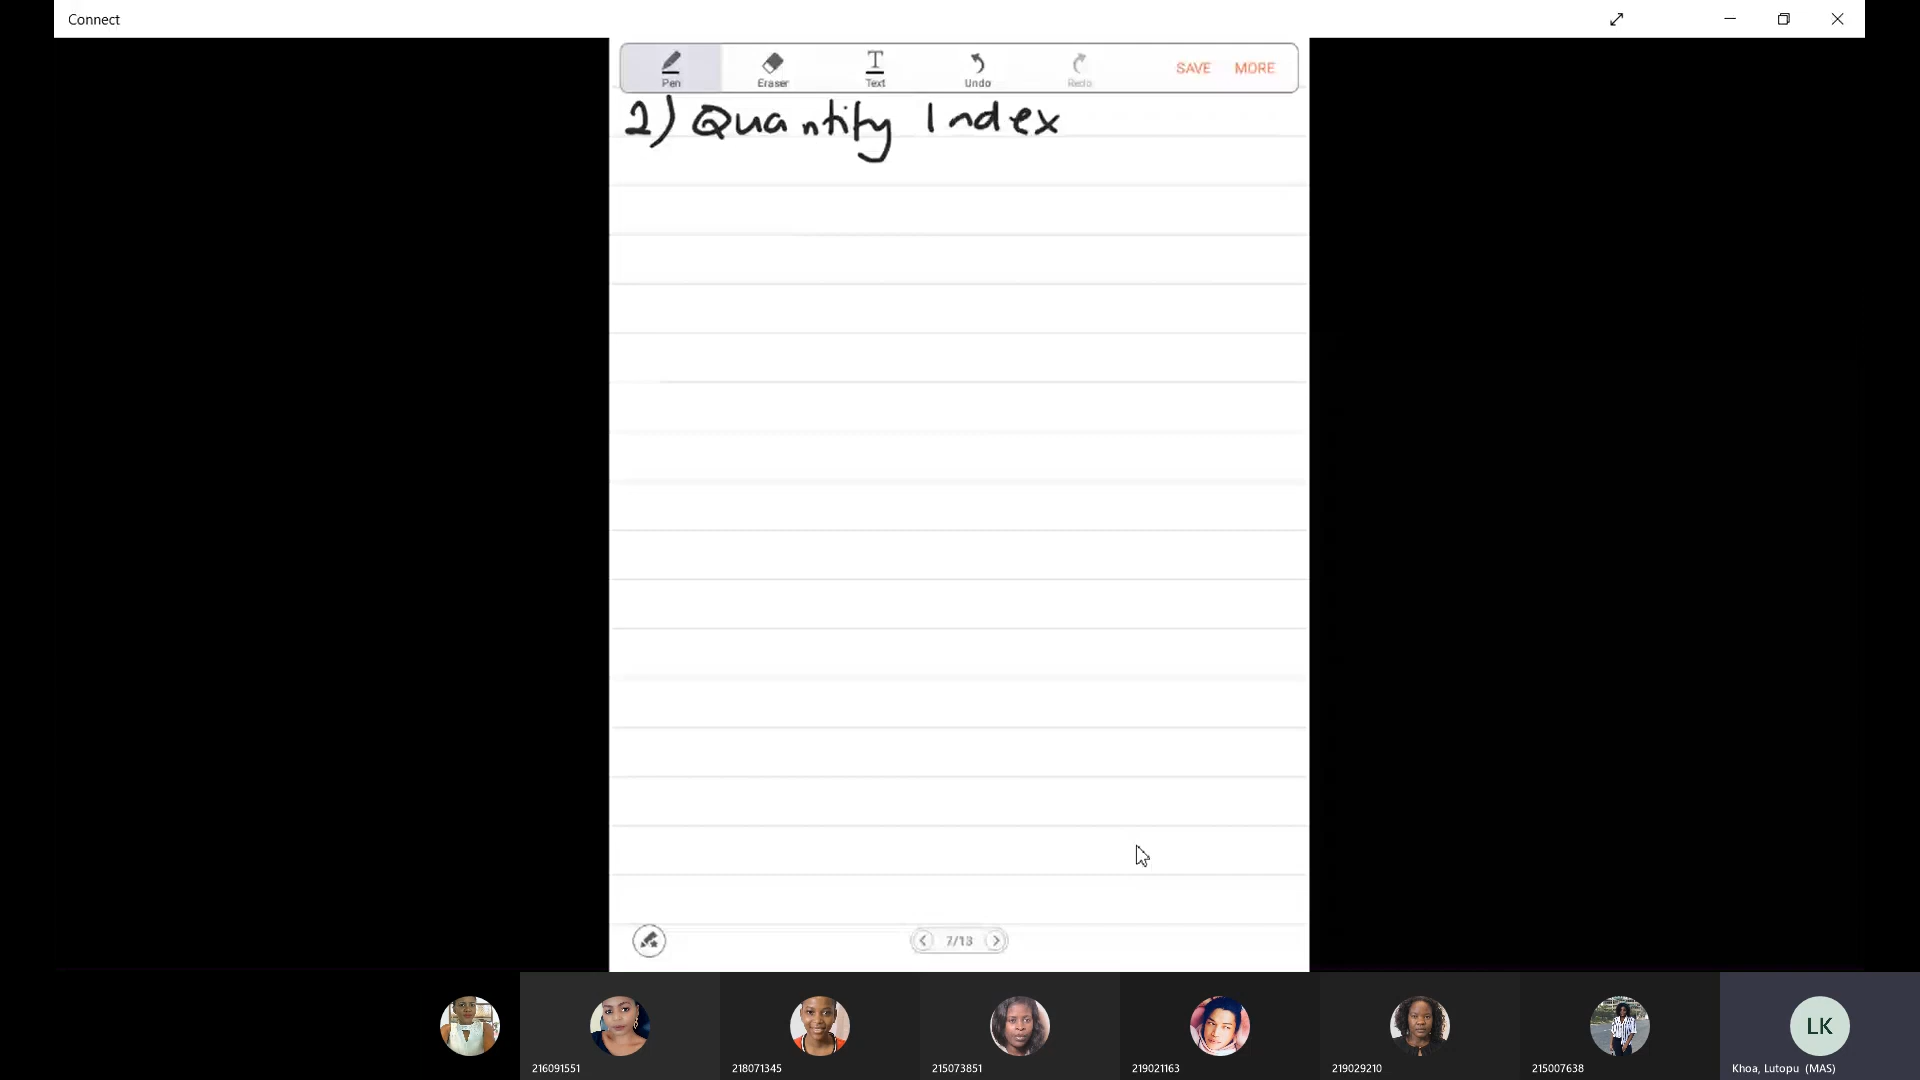 Connect
Pen
Eraser
Text
Undo
Redo
SAVE
MORE
2) Quantity Index
7/13
216091551
218071345
215073851
219021163
219029210
215007638
LK
Khoa, Lutopu (MAS)